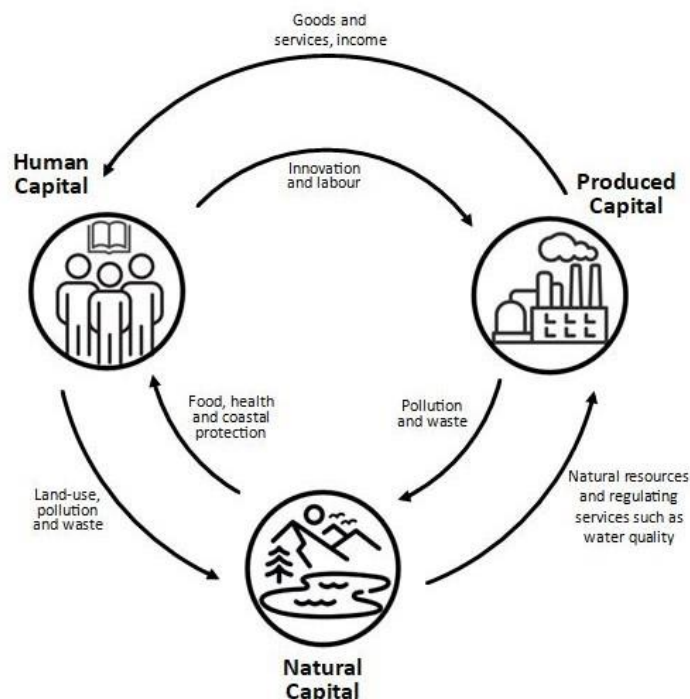 Goods and
services, income
Human
Capital
Innovation
and labour
Produced
Capital
Food, health
and coastal
protection
Pollution
and waste
Land-use,
pollution
and waste
Natural resources
and regulating
services such as
water quality
Natural
Capital